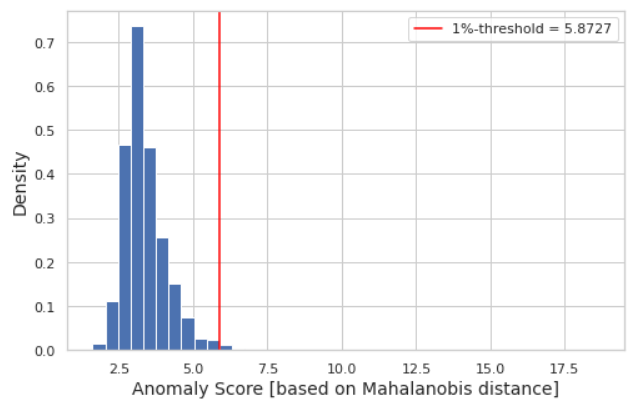 1%-threshold = 5.8727
Density
0.7
0.6
0.5
0.4
0.3
0.2
0.1
0.0
2.5 5.0 7.5 10.0 12.5 15.0 17.5
Anomaly Score [based on Mahalanobis distance]